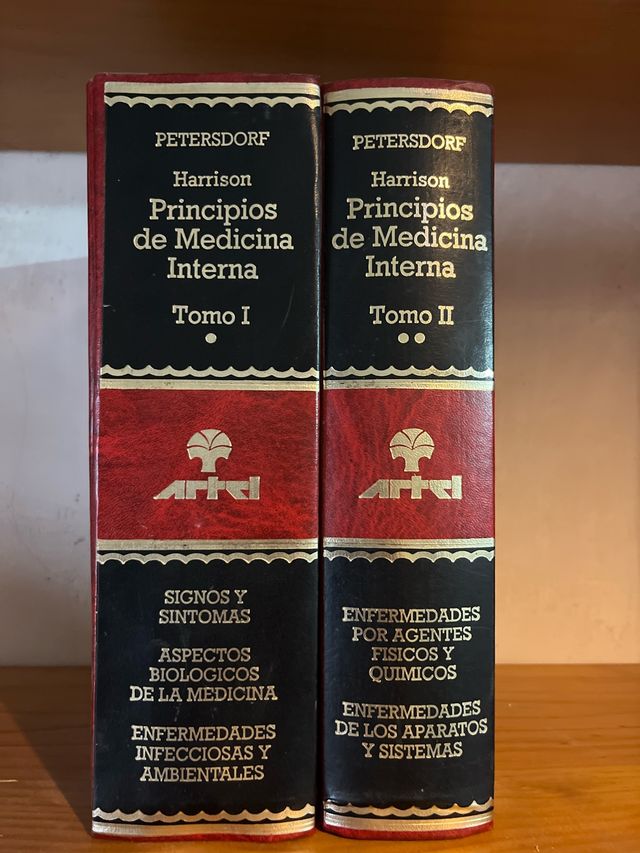 PETERSDORF
Harrison
Principios
de Medicina
Interna
Tomo I
Artel
SIGNOS Y
SINTOMAS
ASPECTOS
BIOLOGICOS
DE LA MEDICINA
ENFERMEDADES
INFECCIOSAS Y
AMBIENTALES
PETERSDORF
Harrison
Principios
de Medicina
Interna
Tomo II
Artel
ENFERMEDADES
POR AGENTES
FISICOS Y
QUIMICOS
ENFERMEDADES
DE LOS APARATOS
Y SISTEMAS